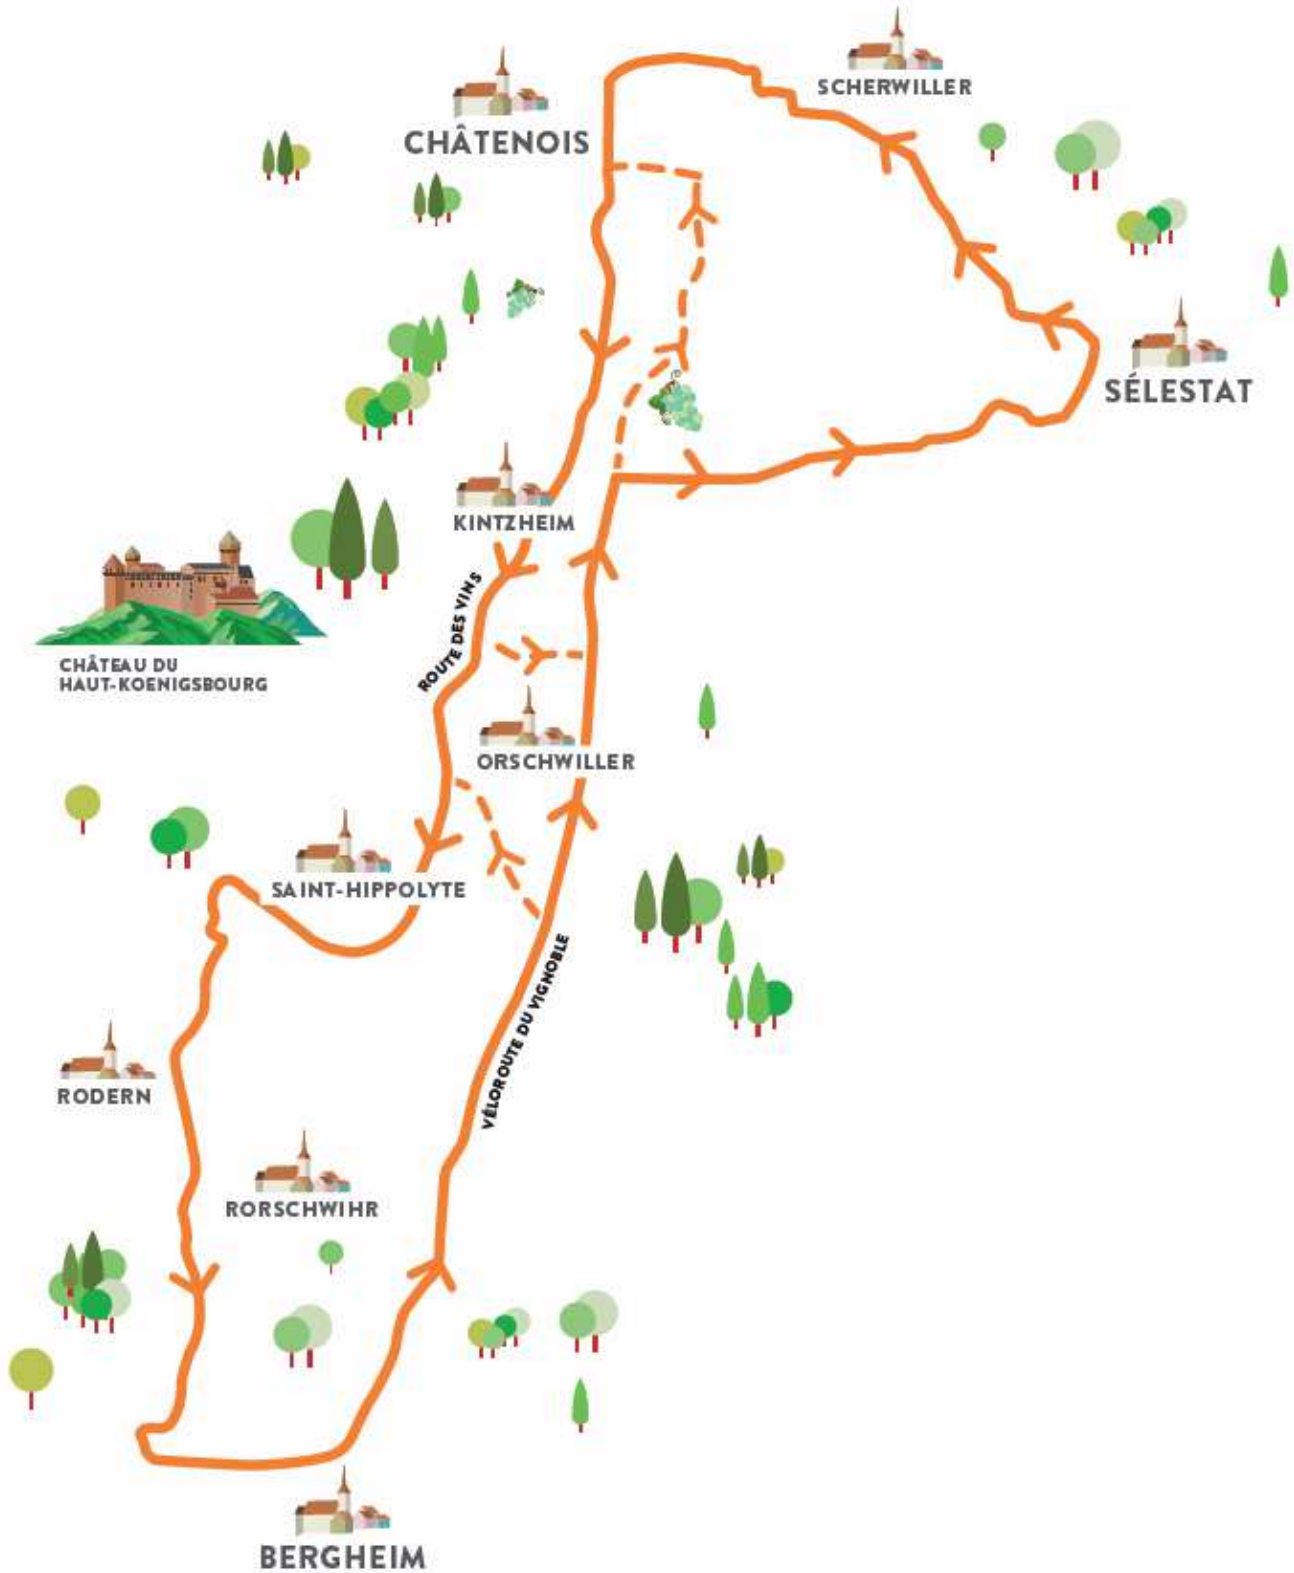 SCHERWILLER
CHÂTENOIS
SÉLESTAT
KINTZHEIM
ROUTE DES VINS
CHÂTEAU DU
HAUT-KOENIGSBOURG
ORSCHWILLER
SAINT-HIPPOLYTE
VÉLOROUTE DU VIGNOBLE
RODERN
RORSCHWIHR
BERGHEIM